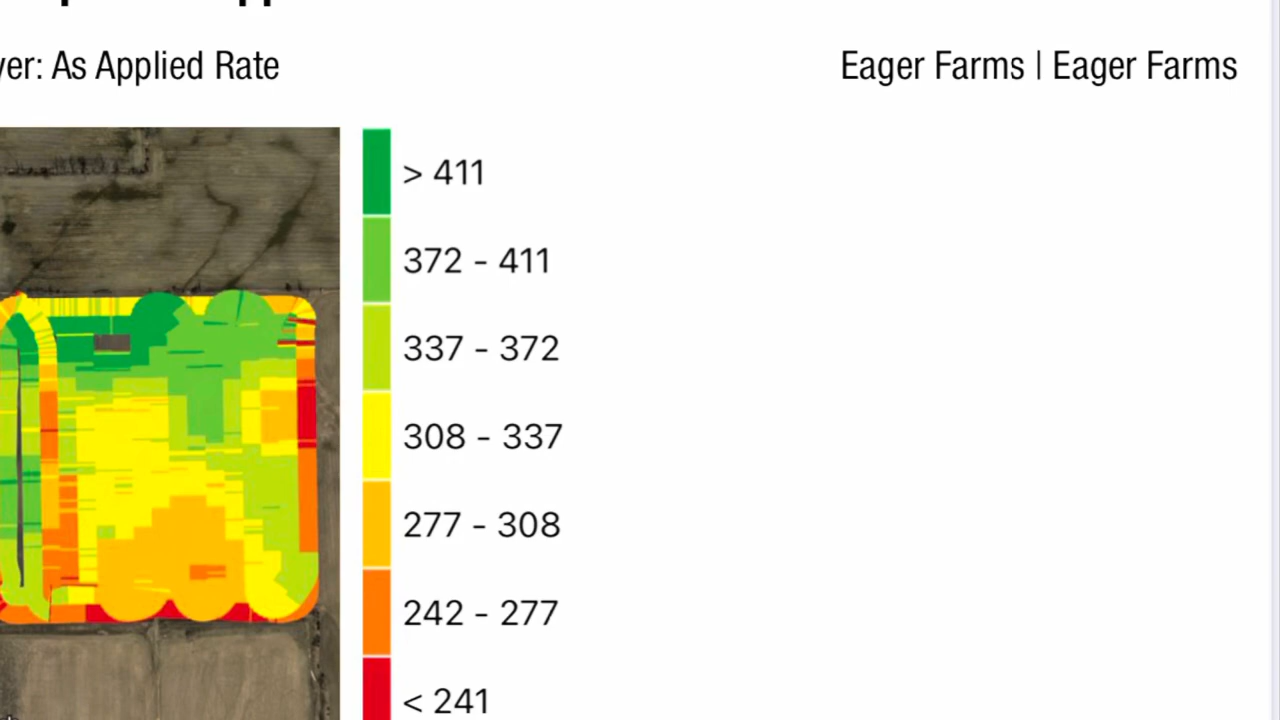 yer: As Applied Rate
Eager Farms | Eager Farms
> 411
372 - 411
337 - 372
308 - 337
277 - 308
242 - 277
< 241